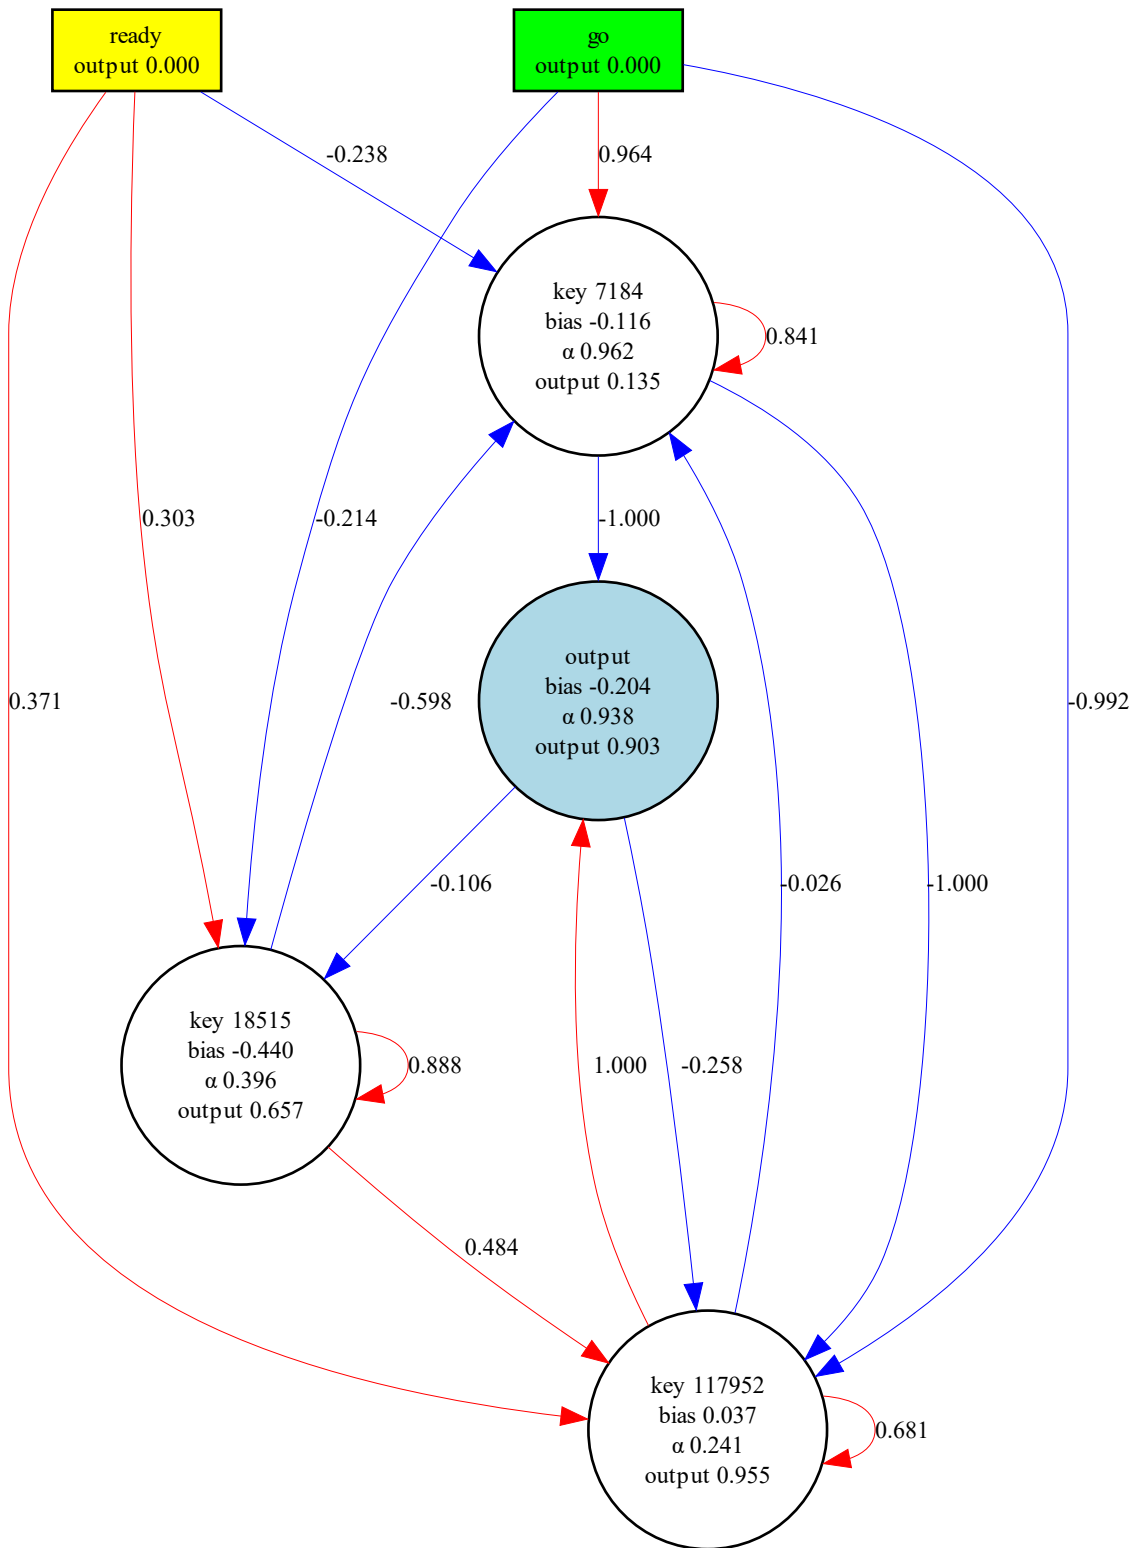 ready
output 0.000
go
output 0.000
-0.238
0.964
key 7184
bias -0.116
α 0.962
output 0.135
0.841
0.303
-0.214
-1.000
output
bias -0.204
α 0.938
output 0.903
0.371
-0.598
-0.992
-0.106
-0.026
-1.000
key 18515
bias -0.440
α 0.396
output 0.657
0.888
1.000
-0.258
0.484
key 117952
bias 0.037
α 0.241
output 0.955
0.681